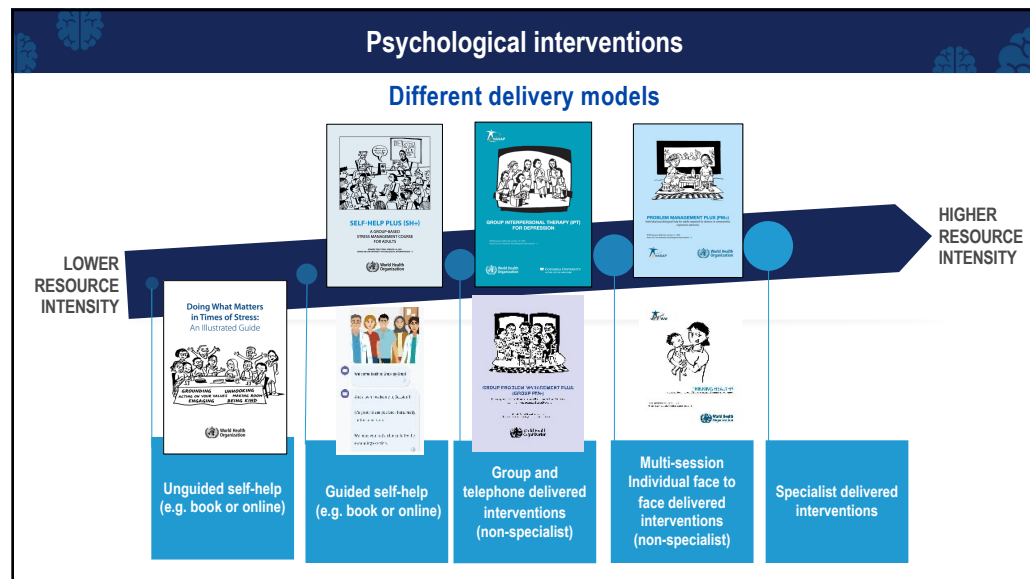 Psychological interventions
Different delivery models
LOWER
RESOURCE
INTENSITY
HIGHER
RESOURCE
INTENSITY
Doing What Matters
in Times of Stress:
An Illustrated Guide
GROUNDING
UNHOOKING
ACTING ON YOUR VALUES
MAKING ROOM
ENGAGING
BEING KIND
World Health
Organization
SELF-HELP PLUS (SH+)
A GROUP-BASED
STRESS MANAGEMENT COURSE
FOR ADULTS
World Health
Organization
GROUP INTERPERSONAL THERAPY (IPT)
FOR DEPRESSION
World Health
Organization
COLUMBIA UNIVERSITY
GROUP PROBLEM MANAGEMENT PLUS
(GROUP PM+)
World Health
Organization
PROBLEM MANAGEMENT PLUS (PM+)
World Health
Organization
World Health
Organization
Unguided self-help
(e.g. book or online)
Guided self-help
(e.g. book or online)
Group and
telephone delivered
interventions
(non-specialist)
Multi-session
Individual face to
face delivered
interventions
(non-specialist)
Specialist delivered
interventions